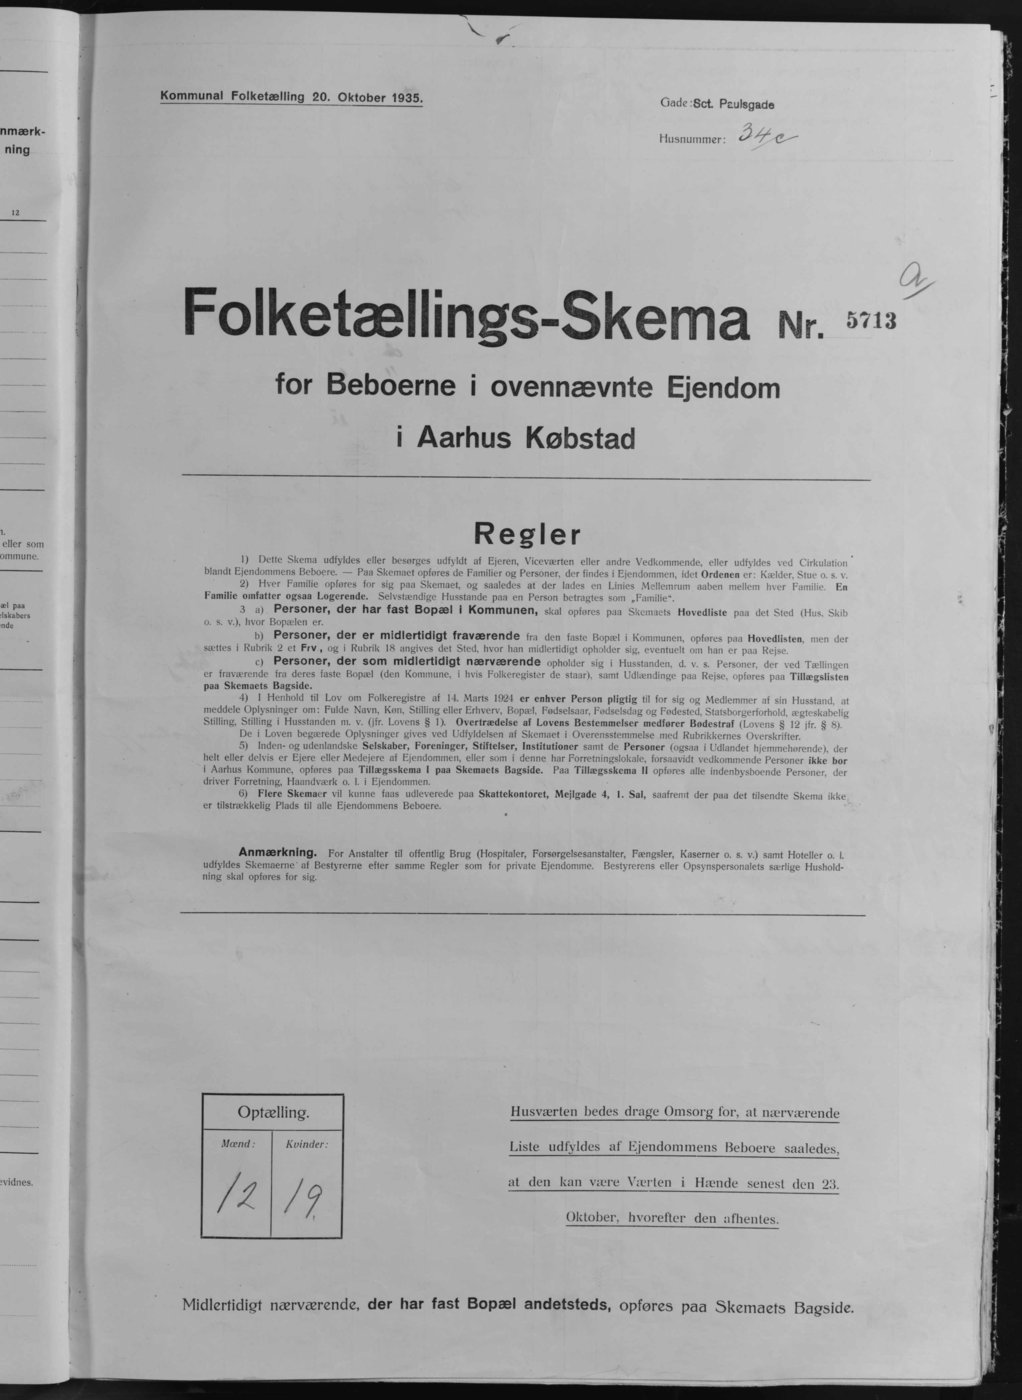 Kommunal Folketælling 20. Oktober 1935.
Gade: Sct. Paulsgade
Husnummer: 34c
nmærk-
ning
12
a
Folketællings-Skema Nr. 5713
for Beboerne i ovennævnte Ejendom
i Aarhus Købstad
eller som
ommune.
æl paa
elskabers
ende
evidnes.
Regler
1) Dette Skema udfyldes eller besørges udfyldt af Ejeren, Viceværten eller andre Vedkommende, eller udfyldes ved Cirkulation
blandt Ejendommens Beboere. — Paa Skemaet opføres de Familier og Personer, der findes i Ejendommen, idet Ordenen er: Kælder, Stue o. s. v.
2) Hver Familie opføres for sig paa Skemaet, og saaledes at der lades en Linies Mellemrum aaben mellem hver Familie. En
Familie omfatter ogsaa Logerende. Selvstændige Husstande paa en Person betragtes som „Familie“.
3 a) Personer, der har fast Bopæl i Kommunen, skal opføres paa Skemaets Hovedliste paa det Sted (Hus, Skib
o. s. v.), hvor Bopælen er.
b) Personer, der er midlertidigt fraværende fra den faste Bopæl i Kommunen, opføres paa Hovedlisten, men der
sættes i Rubrik 2 et Frv., og i Rubrik 18 angives det Sted, hvor han midlertidigt opholder sig, eventuelt om han er paa Rejse.
c) Personer, der som midlertidigt nærværende opholder sig i Husstanden, d. v. s. Personer, der ved Tællingen
er fraværende fra deres faste Bopæl (den Kommune, i hvis Folkeregister de staar), samt Udlændinge paa Rejse, opføres paa Tillægslisten
paa Skemaets Bagside.
4) I Henhold til Lov om Folkeregistre af 14. Marts 1924 er enhver Person pligtig til for sig og Medlemmer af sin Husstand, at
meddele Oplysninger om: Fulde Navn, Køn, Stilling eller Erhverv, Bopæl, Fødselsaar, Fødselsdag og Fødested, Statsborgerforhold, ægteskabelig
Stilling, Stilling i Husstanden m. v. (jfr. Lovens § 1). Overtrædelse af Lovens Bestemmelser medfører Bødestraf (Lovens § 12 jfr. § 8).
De i Loven begærede Oplysninger gives ved Udfyldelsen af Skemaet i Overensstemmelse med Rubrikkernes Overskrifter.
5) Inden- og udenlandske Selskaber, Foreninger, Stiftelser, Institutioner samt de Personer (ogsaa i Udlandet hjemmehørende), der
helt eller delvis er Ejere eller Medejere af Ejendommen, eller som i denne har Forretningslokale, forsaavidt vedkommende Personer ikke bor
i Aarhus Kommune, opføres paa Tillægsskema I paa Skemaets Bagside. Paa Tillægsskema II opføres alle indenbysboende Personer, der
driver Forretning, Haandværk o. l. i Ejendommen.
6) Flere Skemaer vil kunne faas udleverede paa Skattekontoret, Mejlgade 4, 1. Sal, saafremt der paa det tilsendte Skema ikke
er tilstrækkelig Plads til alle Ejendommens Beboere.
Anmærkning. For Anstalter til offentlig Brug (Hospitaler, Forsørgelsesanstalter, Fængsler, Kaserner o. s. v.) samt Hoteller o. l.
udfyldes Skemaerne af Bestyrerne efter samme Regler som for private Ejendomme. Bestyrerens eller Opsynspersonalets særlige Hushold-
ning skal opføres for sig.
Optælling.
Mænd: Kvinder:
12 19.
Husværten bedes drage Omsorg for, at nærværende
Liste udfyldes af Ejendommens Beboere saaledes,
at den kan være Værten i Hænde senest den 23.
Oktober, hvorefter den afhentes.
Midlertidigt nærværende, der har fast Bopæl andetsteds, opføres paa Skemaets Bagside.